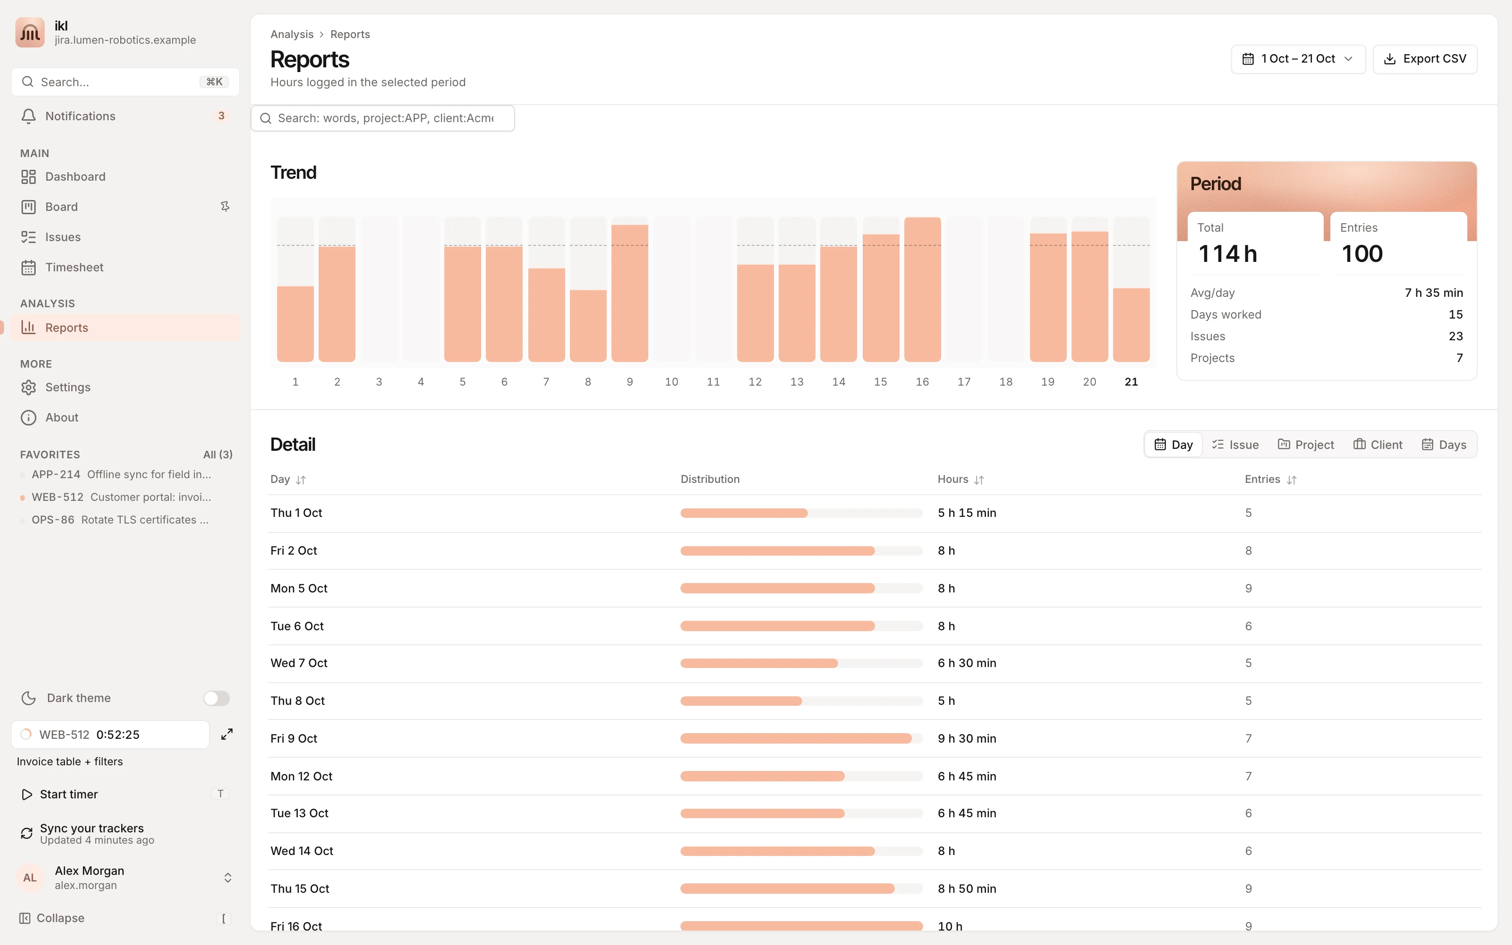 ikl
jira.lumen-robotics.example
Search... ⌘K
Notifications 3
MAIN
Dashboard
Board
Issues
Timesheet
ANALYSIS
Reports
MORE
Settings
About
FAVORITES All (3)
APP-214 Offline sync for field in...
WEB-512 Customer portal: invoi...
OPS-86 Rotate TLS certificates ...
Dark theme
WEB-512 0:52:25
Invoice table + filters
Start timer T
Sync your trackers
Updated 4 minutes ago
AL Alex Morgan
alex.morgan
Collapse [
Analysis › Reports
Reports
Hours logged in the selected period
1 Oct – 21 Oct
Export CSV
Search: words, project:APP, client:Acme
Trend
1 2 3 4 5 6 7 8 9 10 11 12 13 14 15 16 17 18 19 20 21
Period
Total Entries
114 h 100
Avg/day 7 h 35 min
Days worked 15
Issues 23
Projects 7
Detail
Day Issue Project Client Days
Day Distribution Hours Entries
Thu 1 Oct 5 h 15 min 5
Fri 2 Oct 8 h 8
Mon 5 Oct 8 h 9
Tue 6 Oct 8 h 6
Wed 7 Oct 6 h 30 min 5
Thu 8 Oct 5 h 5
Fri 9 Oct 9 h 30 min 7
Mon 12 Oct 6 h 45 min 7
Tue 13 Oct 6 h 45 min 6
Wed 14 Oct 8 h 6
Thu 15 Oct 8 h 50 min 9
Fri 16 Oct 10 h 9